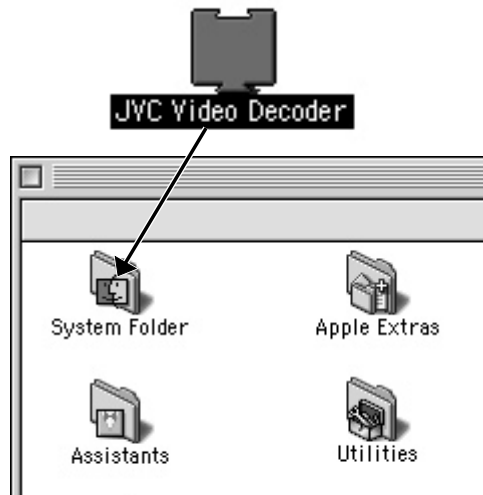 JVC Video Decoder
System Folder
Apple Extras
Assistants
Utilities